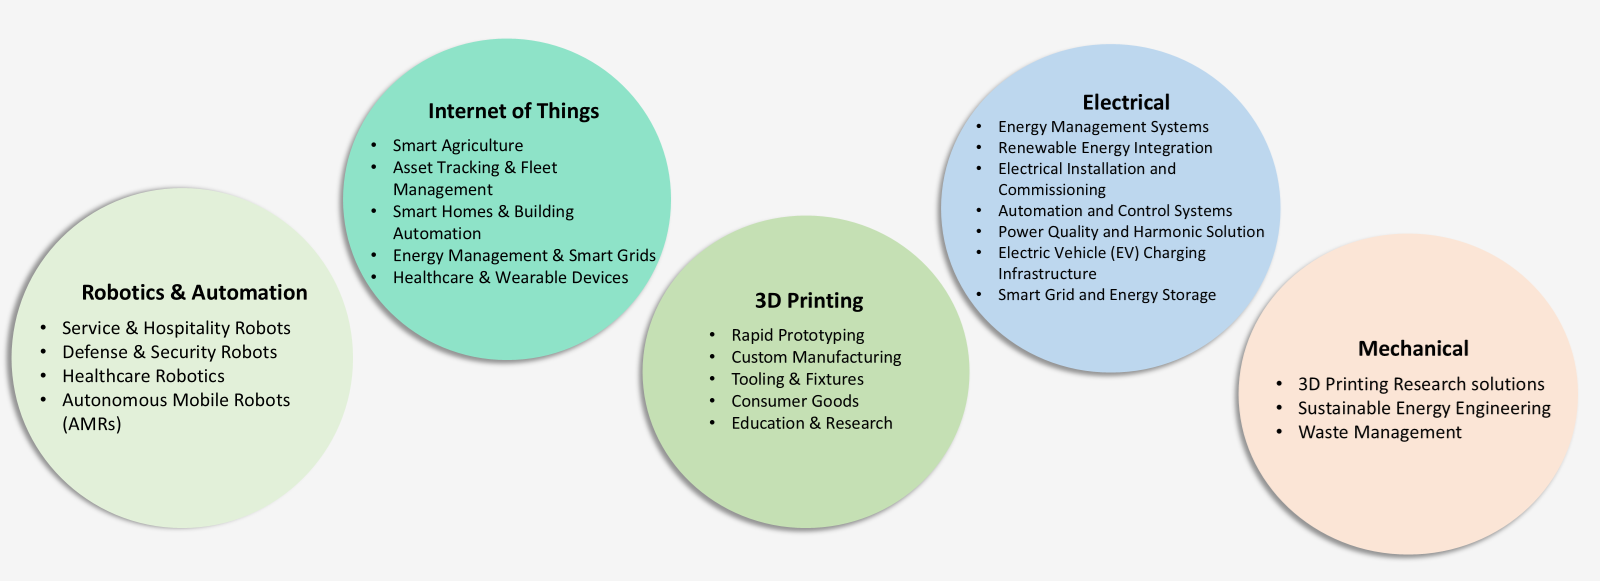 Robotics & Automation
• Service & Hospitality Robots
• Defense & Security Robots
• Healthcare Robotics
• Autonomous Mobile Robots
(AMRs)
Internet of Things
• Smart Agriculture
• Asset Tracking & Fleet
Management
• Smart Homes & Building
Automation
• Energy Management & Smart Grids
• Healthcare & Wearable Devices
3D Printing
• Rapid Prototyping
• Custom Manufacturing
• Tooling & Fixtures
• Consumer Goods
• Education & Research
Electrical
• Energy Management Systems
• Renewable Energy Integration
• Electrical Installation and
Commissioning
• Automation and Control Systems
• Power Quality and Harmonic Solution
• Electric Vehicle (EV) Charging
Infrastructure
• Smart Grid and Energy Storage
Mechanical
• 3D Printing Research solutions
• Sustainable Energy Engineering
• Waste Management